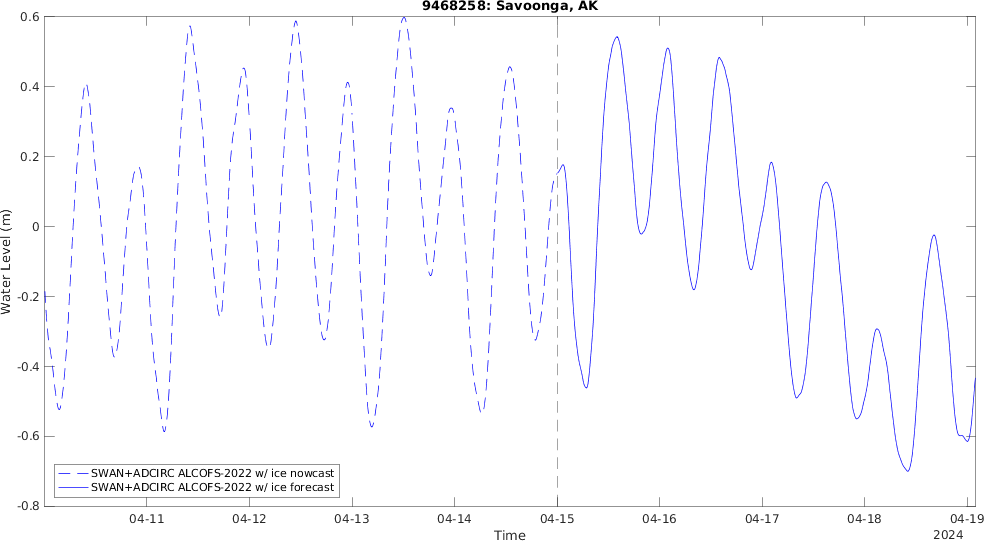 9468258: Savoonga, AK
0.6
0.4
0.2
0
-0.2
-0.4
-0.6
-0.8
Water Level (m)
SWAN+ADCIRC ALCOFS-2022 w/ ice nowcast
SWAN+ADCIRC ALCOFS-2022 w/ ice forecast
04-11 04-12 04-13 04-14 04-15 04-16 04-17 04-18 04-19
Time
2024